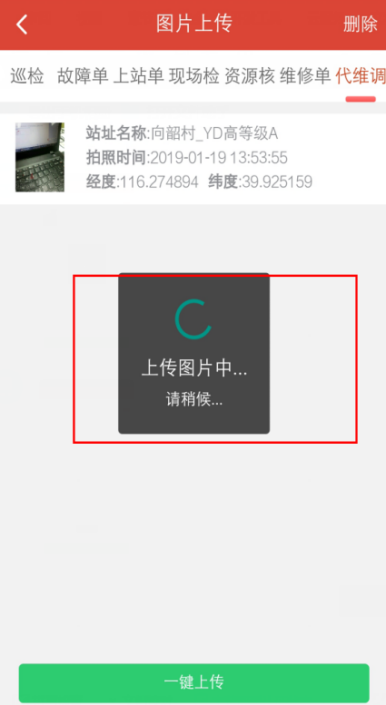 图片上传 删除
巡检 故障单 上站单 现场检 资源核 维修单 代维调
站址名称:向韶村_YD高等级A
拍照时间:2019-01-19 13:53:55
经度:116.274894 纬度:39.925159
上传图片中...
请稍候...
一键上传